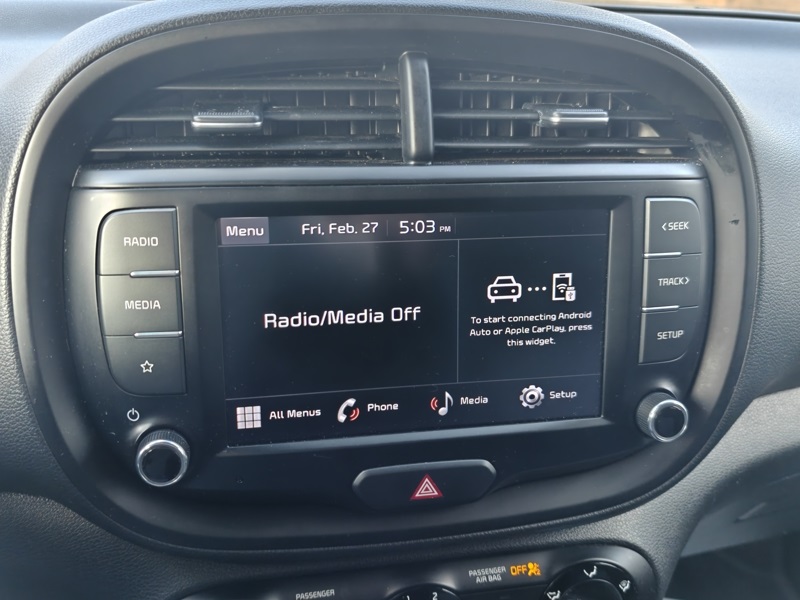 RADIO
MEDIA
Menu Fri, Feb. 27 5:03 PM
Radio/Media Off
To start connecting Android
Auto or Apple CarPlay, press
this widget.
All Menus Phone Media Setup
< SEEK
TRACK >
SETUP
PASSENGER
AIR BAG
OFF
PASSENGER
2